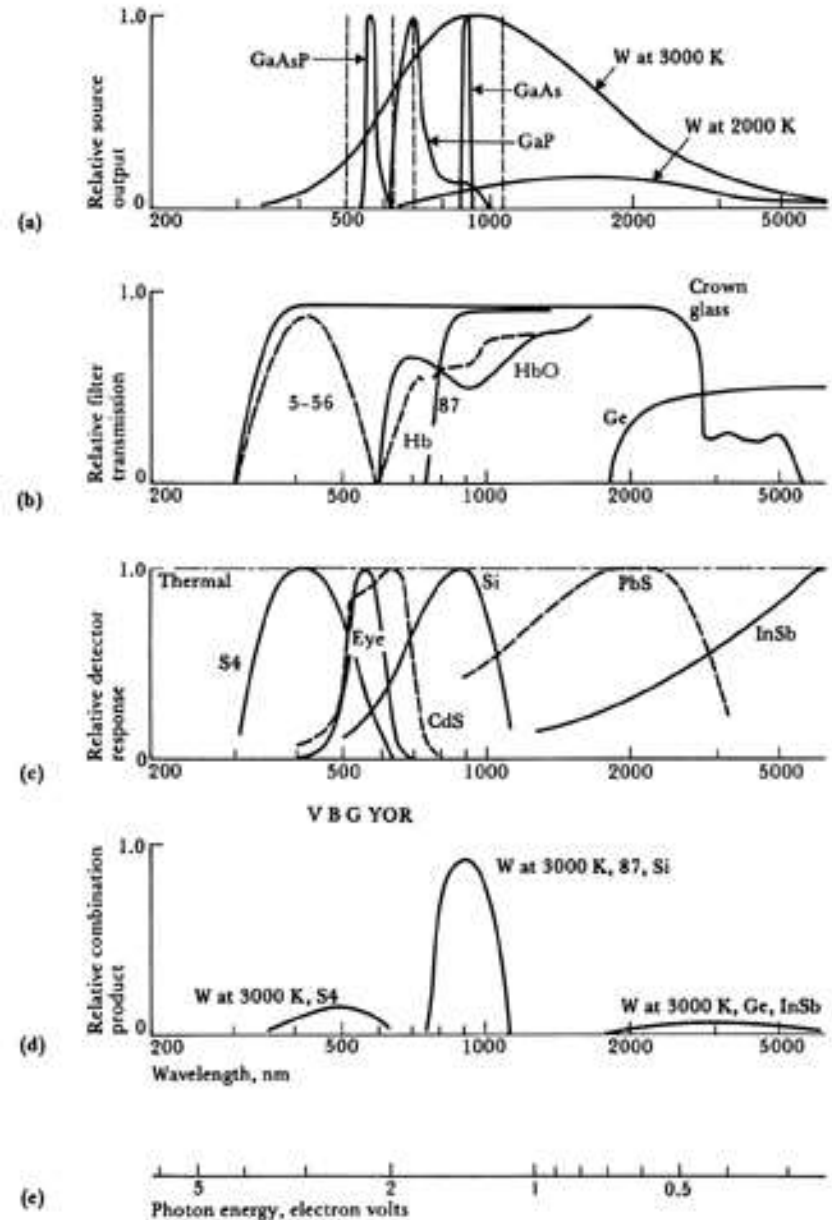 1.0
GaAsP
W at 3000 K
GaAs
W at 2000 K
GaP
Relative source output
0
200 500 1000 2000 5000
(a)
1.0
Crown glass
5-56
HbO
87
Hb
Ge
Relative filter transmission
0
200 500 1000 2000 5000
(b)
1.0
Thermal
Si
PbS
Eye
InSb
S4
CdS
Relative detector response
0
500 1000 2000 5000
(c)
V B G YOR
1.0
W at 3000 K, 87, Si
W at 3000 K, S4
W at 3000 K, Ge, InSb
Relative combination product
0
200 500 1000 2000 5000
(d)
Wavelength, nm
5 2 1 0.5
(e)
Photon energy, electron volts